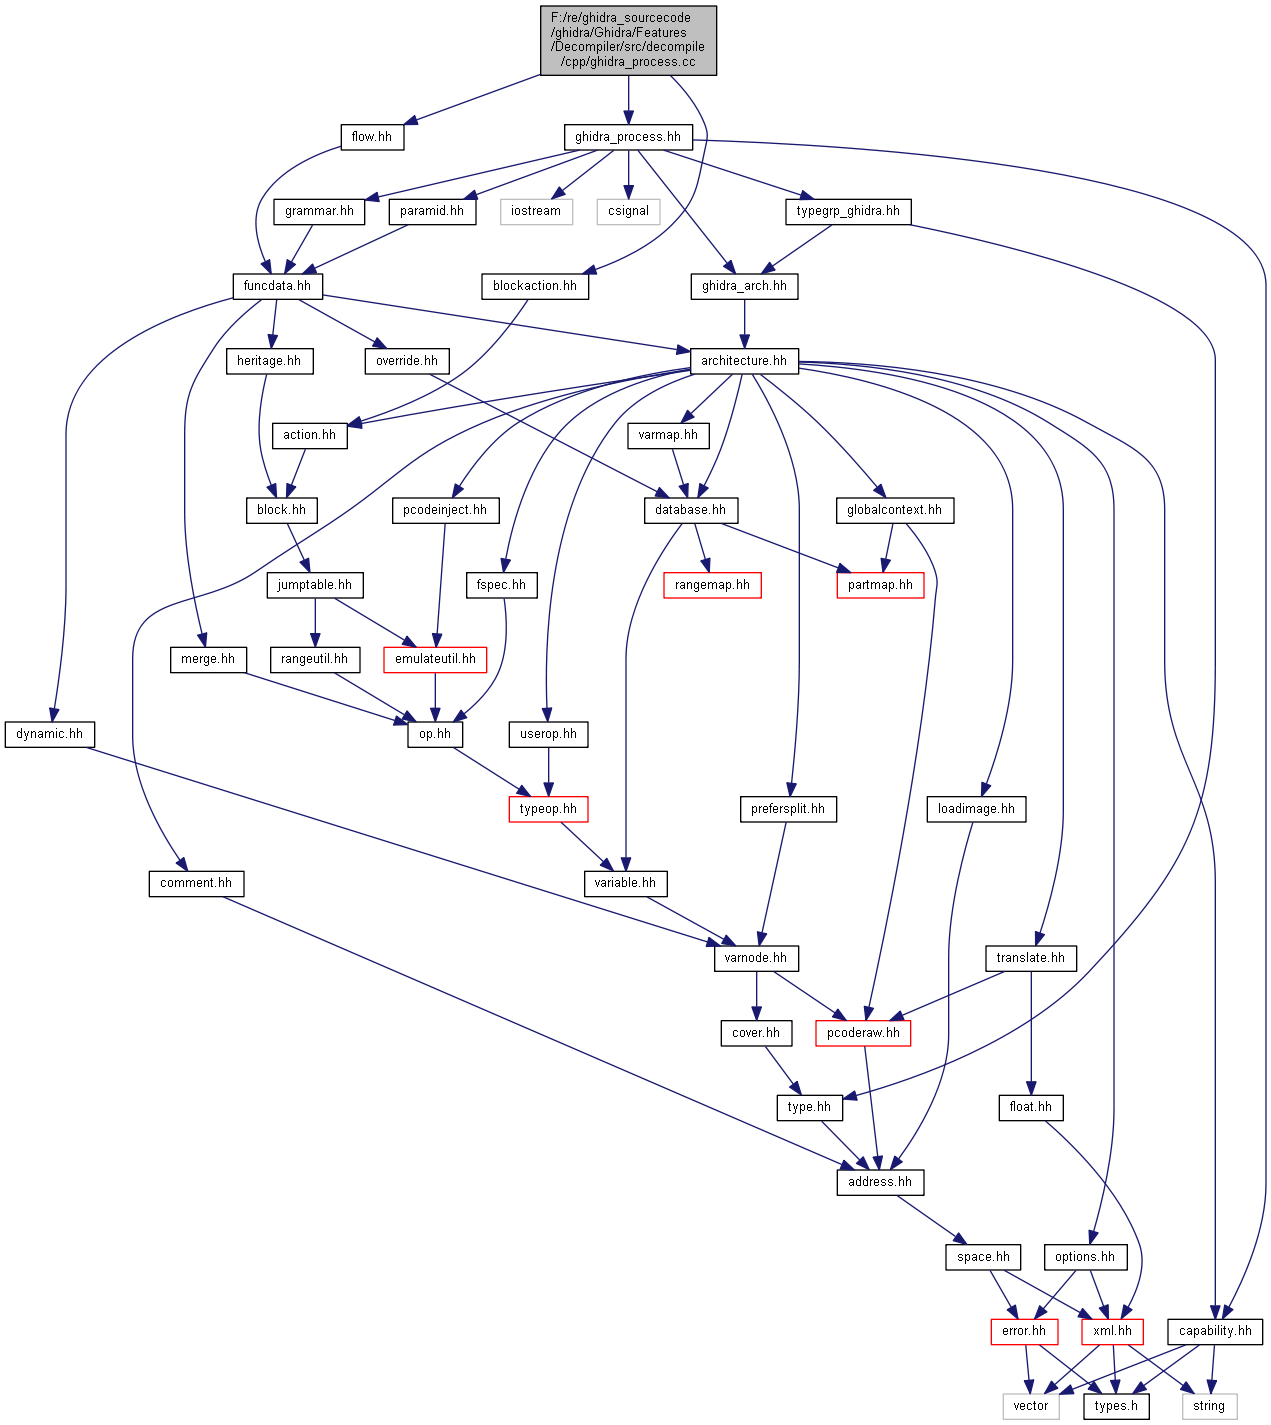 F:/re/ghidra_sourcecode
/ghidra/Ghidra/Features
/Decompiler/src/decompile
/cpp/ghidra_process.cc
flow.hh
ghidra_process.hh
grammar.hh
paramid.hh
iostream
csignal
typegrp_ghidra.hh
funcdata.hh
blockaction.hh
ghidra_arch.hh
heritage.hh
override.hh
architecture.hh
action.hh
varmap.hh
block.hh
pcodeinject.hh
database.hh
globalcontext.hh
jumptable.hh
fspec.hh
rangemap.hh
partmap.hh
merge.hh
rangeutil.hh
emulateutil.hh
dynamic.hh
op.hh
userop.hh
typeop.hh
prefersplit.hh
loadimage.hh
comment.hh
variable.hh
varnode.hh
translate.hh
cover.hh
pcoderaw.hh
type.hh
float.hh
address.hh
space.hh
options.hh
error.hh
xml.hh
capability.hh
vector
types.h
string